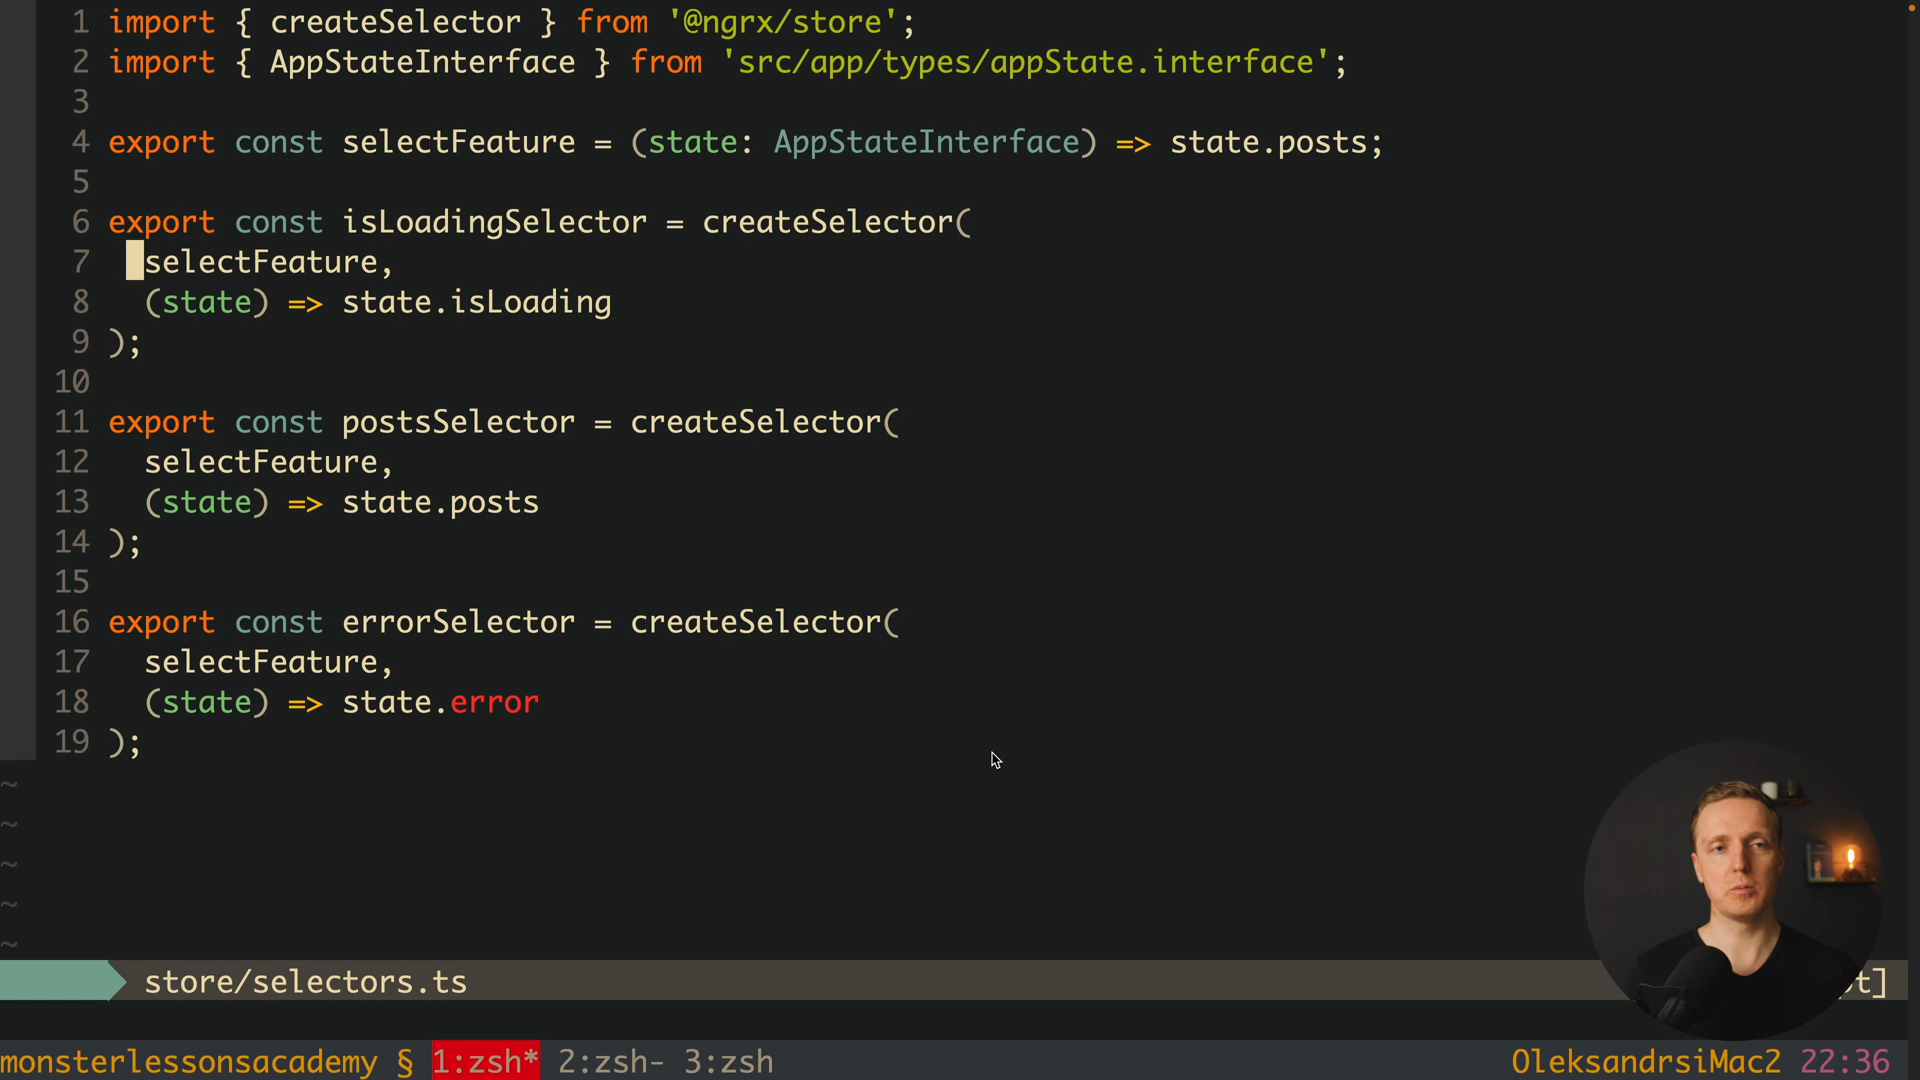 1 import { createSelector } from '@ngrx/store';
2 import { AppStateInterface } from 'src/app/types/appState.interface';
3
4 export const selectFeature = (state: AppStateInterface) => state.posts;
5
6 export const isLoadingSelector = createSelector(
7 selectFeature,
8 (state) => state.isLoading
9 );
10
11 export const postsSelector = createSelector(
12 selectFeature,
13 (state) => state.posts
14 );
15
16 export const errorSelector = createSelector(
17 selectFeature,
18 (state) => state.error
19 );
~
~
~
~
~
store/selectors.ts
monsterlessonsacademy § 1:zsh* 2:zsh- 3:zsh OleksandrsiMac2 22:36